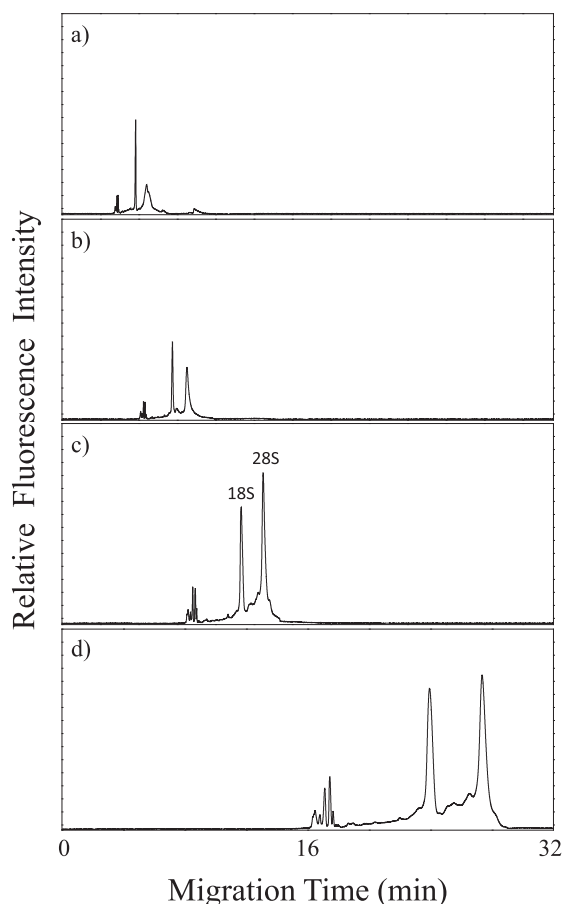 a)
b)
c)
28S
18S
d)
Relative Fluorescence Intensity
0 16 32
Migration Time (min)